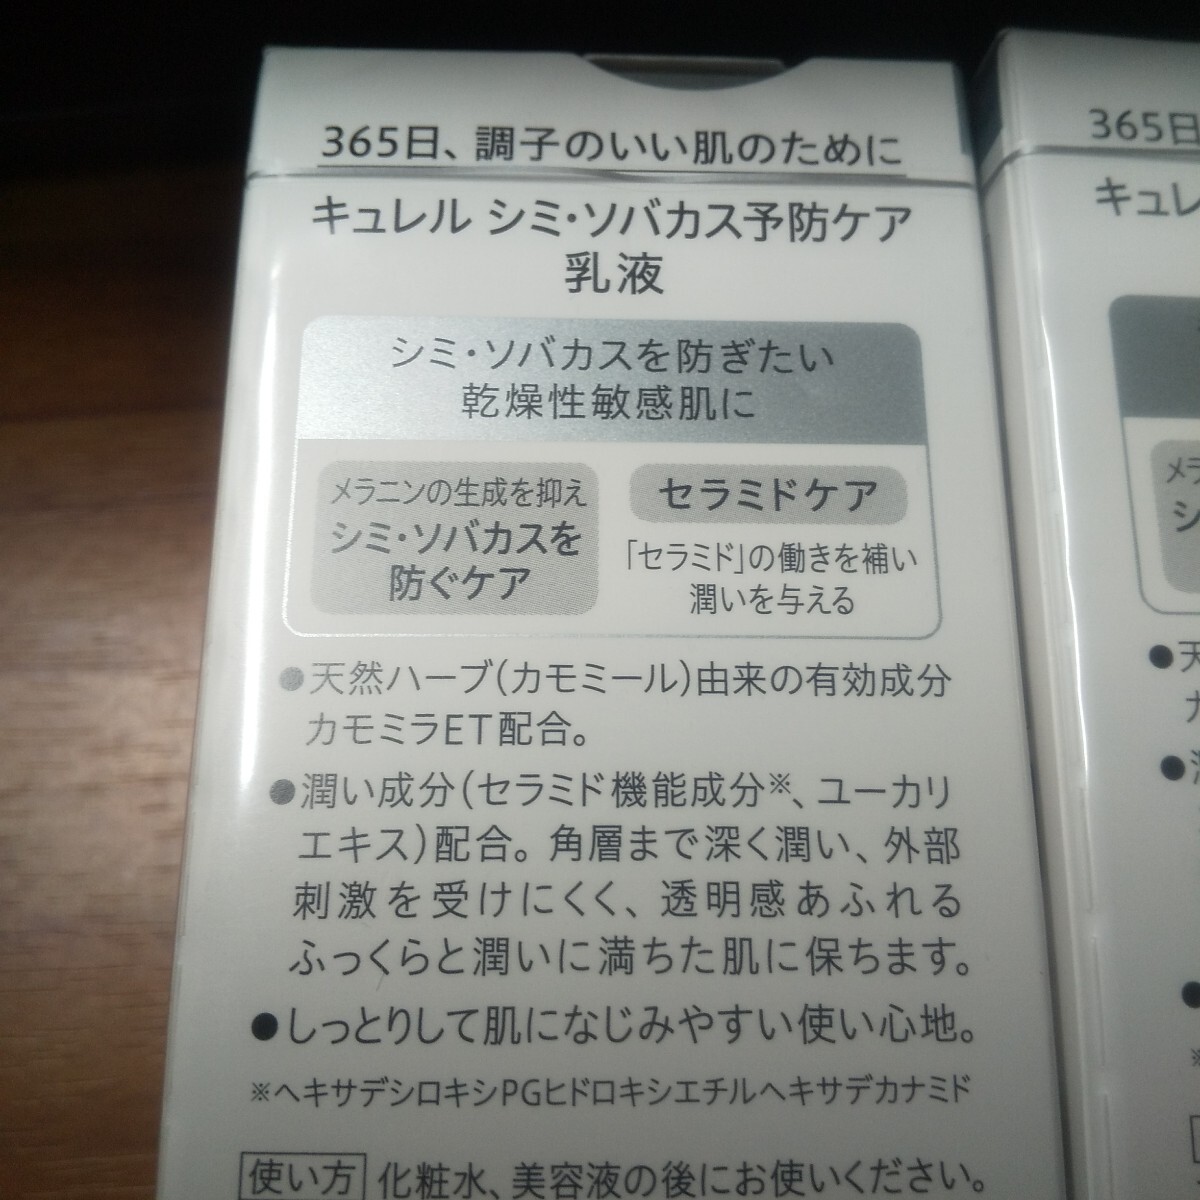 365日、調子のいい肌のために
キュレル シミ・ソバカス予防ケア
乳液
シミ・ソバカスを防ぎたい
乾燥性敏感肌に
メラニンの生成を抑え
シミ・ソバカスを
防ぐケア
セラミドケア
「セラミド」の働きを補い
潤いを与える
●天然ハーブ(カモミール)由来の有効成分
カモミラET配合。
●潤い成分(セラミド機能成分※、ユーカリ
エキス)配合。角層まで深く潤い、外部
刺激を受けにくく、透明感あふれる
ふっくらと潤いに満ちた肌に保ちます。
●しっとりして肌になじみやすい使い心地。
※ヘキサデシロキシPGヒドロキシエチルヘキサデカナミド
使い方 化粧水、美容液の後にお使いください。
365日
キュレ
メラ
シ
●天
カ
●潤
●
※